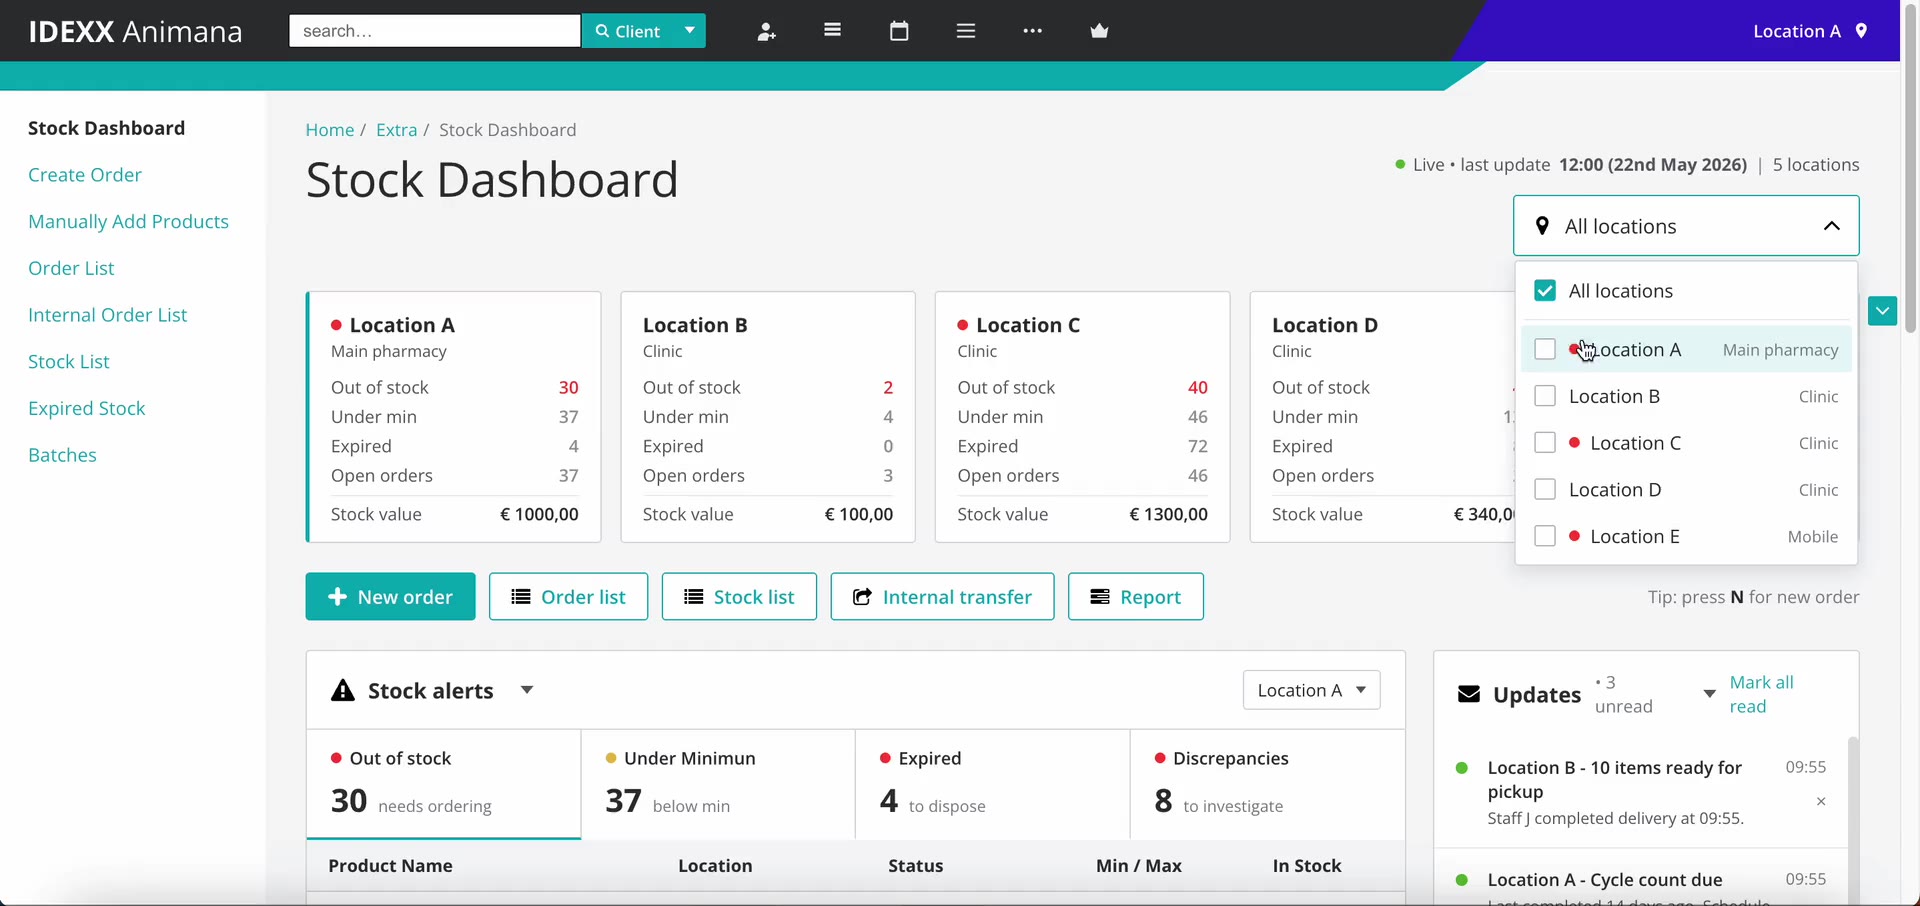 IDEXX Animana
search...
Client
Location A
Stock Dashboard
Create Order
Manually Add Products
Order List
Internal Order List
Stock List
Expired Stock
Batches
Home / Extra / Stock Dashboard
Stock Dashboard
Live • last update 12:00 (22nd May 2026) | 5 locations
All locations
All locations
Location A Main pharmacy
Location B Clinic
Location C Clinic
Location D Clinic
Location E Mobile
Location A
Main pharmacy
Out of stock 30
Under min 37
Expired 4
Open orders 37
Stock value € 1000,00
Location B
Clinic
Out of stock 2
Under min 4
Expired 0
Open orders 3
Stock value € 100,00
Location C
Clinic
Out of stock 40
Under min 46
Expired 72
Open orders 46
Stock value € 1300,00
Location D
Clinic
Out of stock
Under min
Expired
Open orders
Stock value € 340,0
New order
Order list
Stock list
Internal transfer
Report
Tip: press N for new order
Stock alerts
Location A
Out of stock
30 needs ordering
Under Minimun
37 below min
Expired
4 to dispose
Discrepancies
8 to investigate
Product Name Location Status Min / Max In Stock
Updates
• 3
unread
Mark all
read
Location B - 10 items ready for
pickup
09:55
×
Staff J completed delivery at 09:55.
Location A - Cycle count due
09:55
Last completed 14 days ago. Schedule